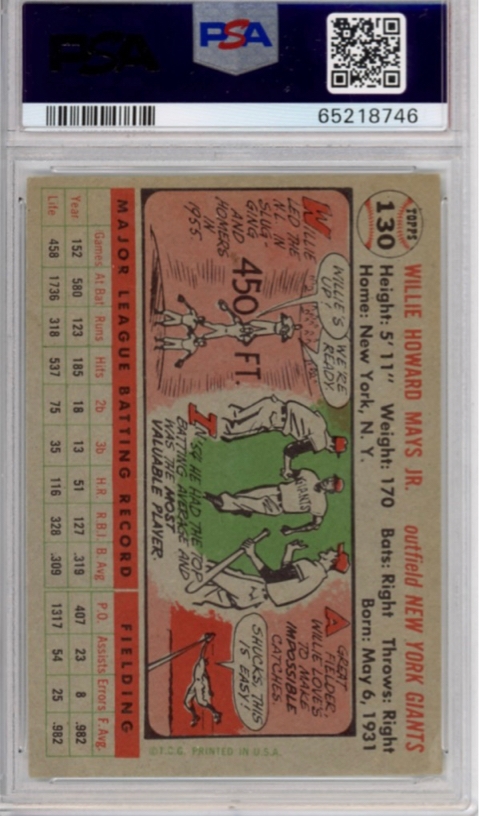 PSA
PSA
65218746
TOPPS
130
WILLIE HOWARD MAYS JR. outfield NEW YORK GIANTS
Height: 5' 11" Weight: 170 Bats: Right Throws: Right
Home: New York, N. Y. Born: May 6, 1931
WILLIE
LED THE
N.L. IN
SLUG
GING
AND
HOMERS
IN
1955.
450 FT.
WILLIE'S
UP!
WE'RE
READY.
IN '54 HE HAD THE TOP
BATTING AVERAGE AND
WAS THE MOST
VALUABLE PLAYER.
GIANTS
A GREAT
FIELDER,
WILLIE LOVES
TO MAKE
IMPOSSIBLE
CATCHES.
SHUCKS, THIS
IS EASY!
MAJOR LEAGUE BATTING RECORD FIELDING
Games At Bat Runs Hits 2b 3b H.R. R.B.I. B.Avg. P.O. Assists Errors F.Avg.
Year 152 580 123 185 18 13 51 127 .319 407 23 8 .982
Life 458 1736 318 537 75 35 116 328 .309 1317 54 25 .982
©T.C.G. PRINTED IN U.S.A.